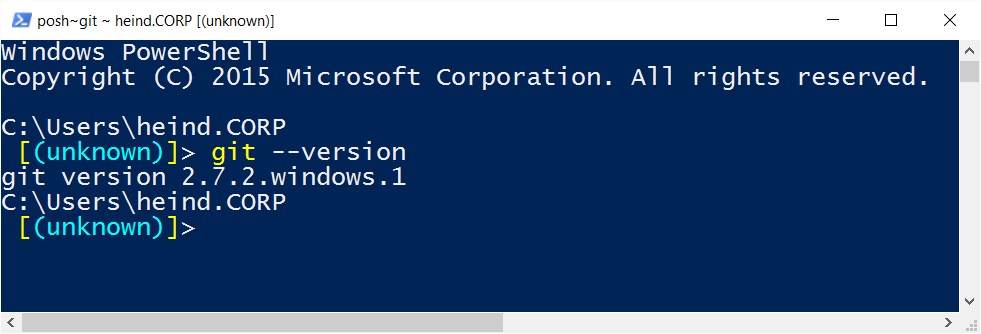 posh~git ~ heind.CORP [(unknown)]
Windows PowerShell
Copyright (C) 2015 Microsoft Corporation. All rights reserved.
C:\Users\heind.CORP
[(unknown)]> git --version
git version 2.7.2.windows.1
C:\Users\heind.CORP
[(unknown)]>